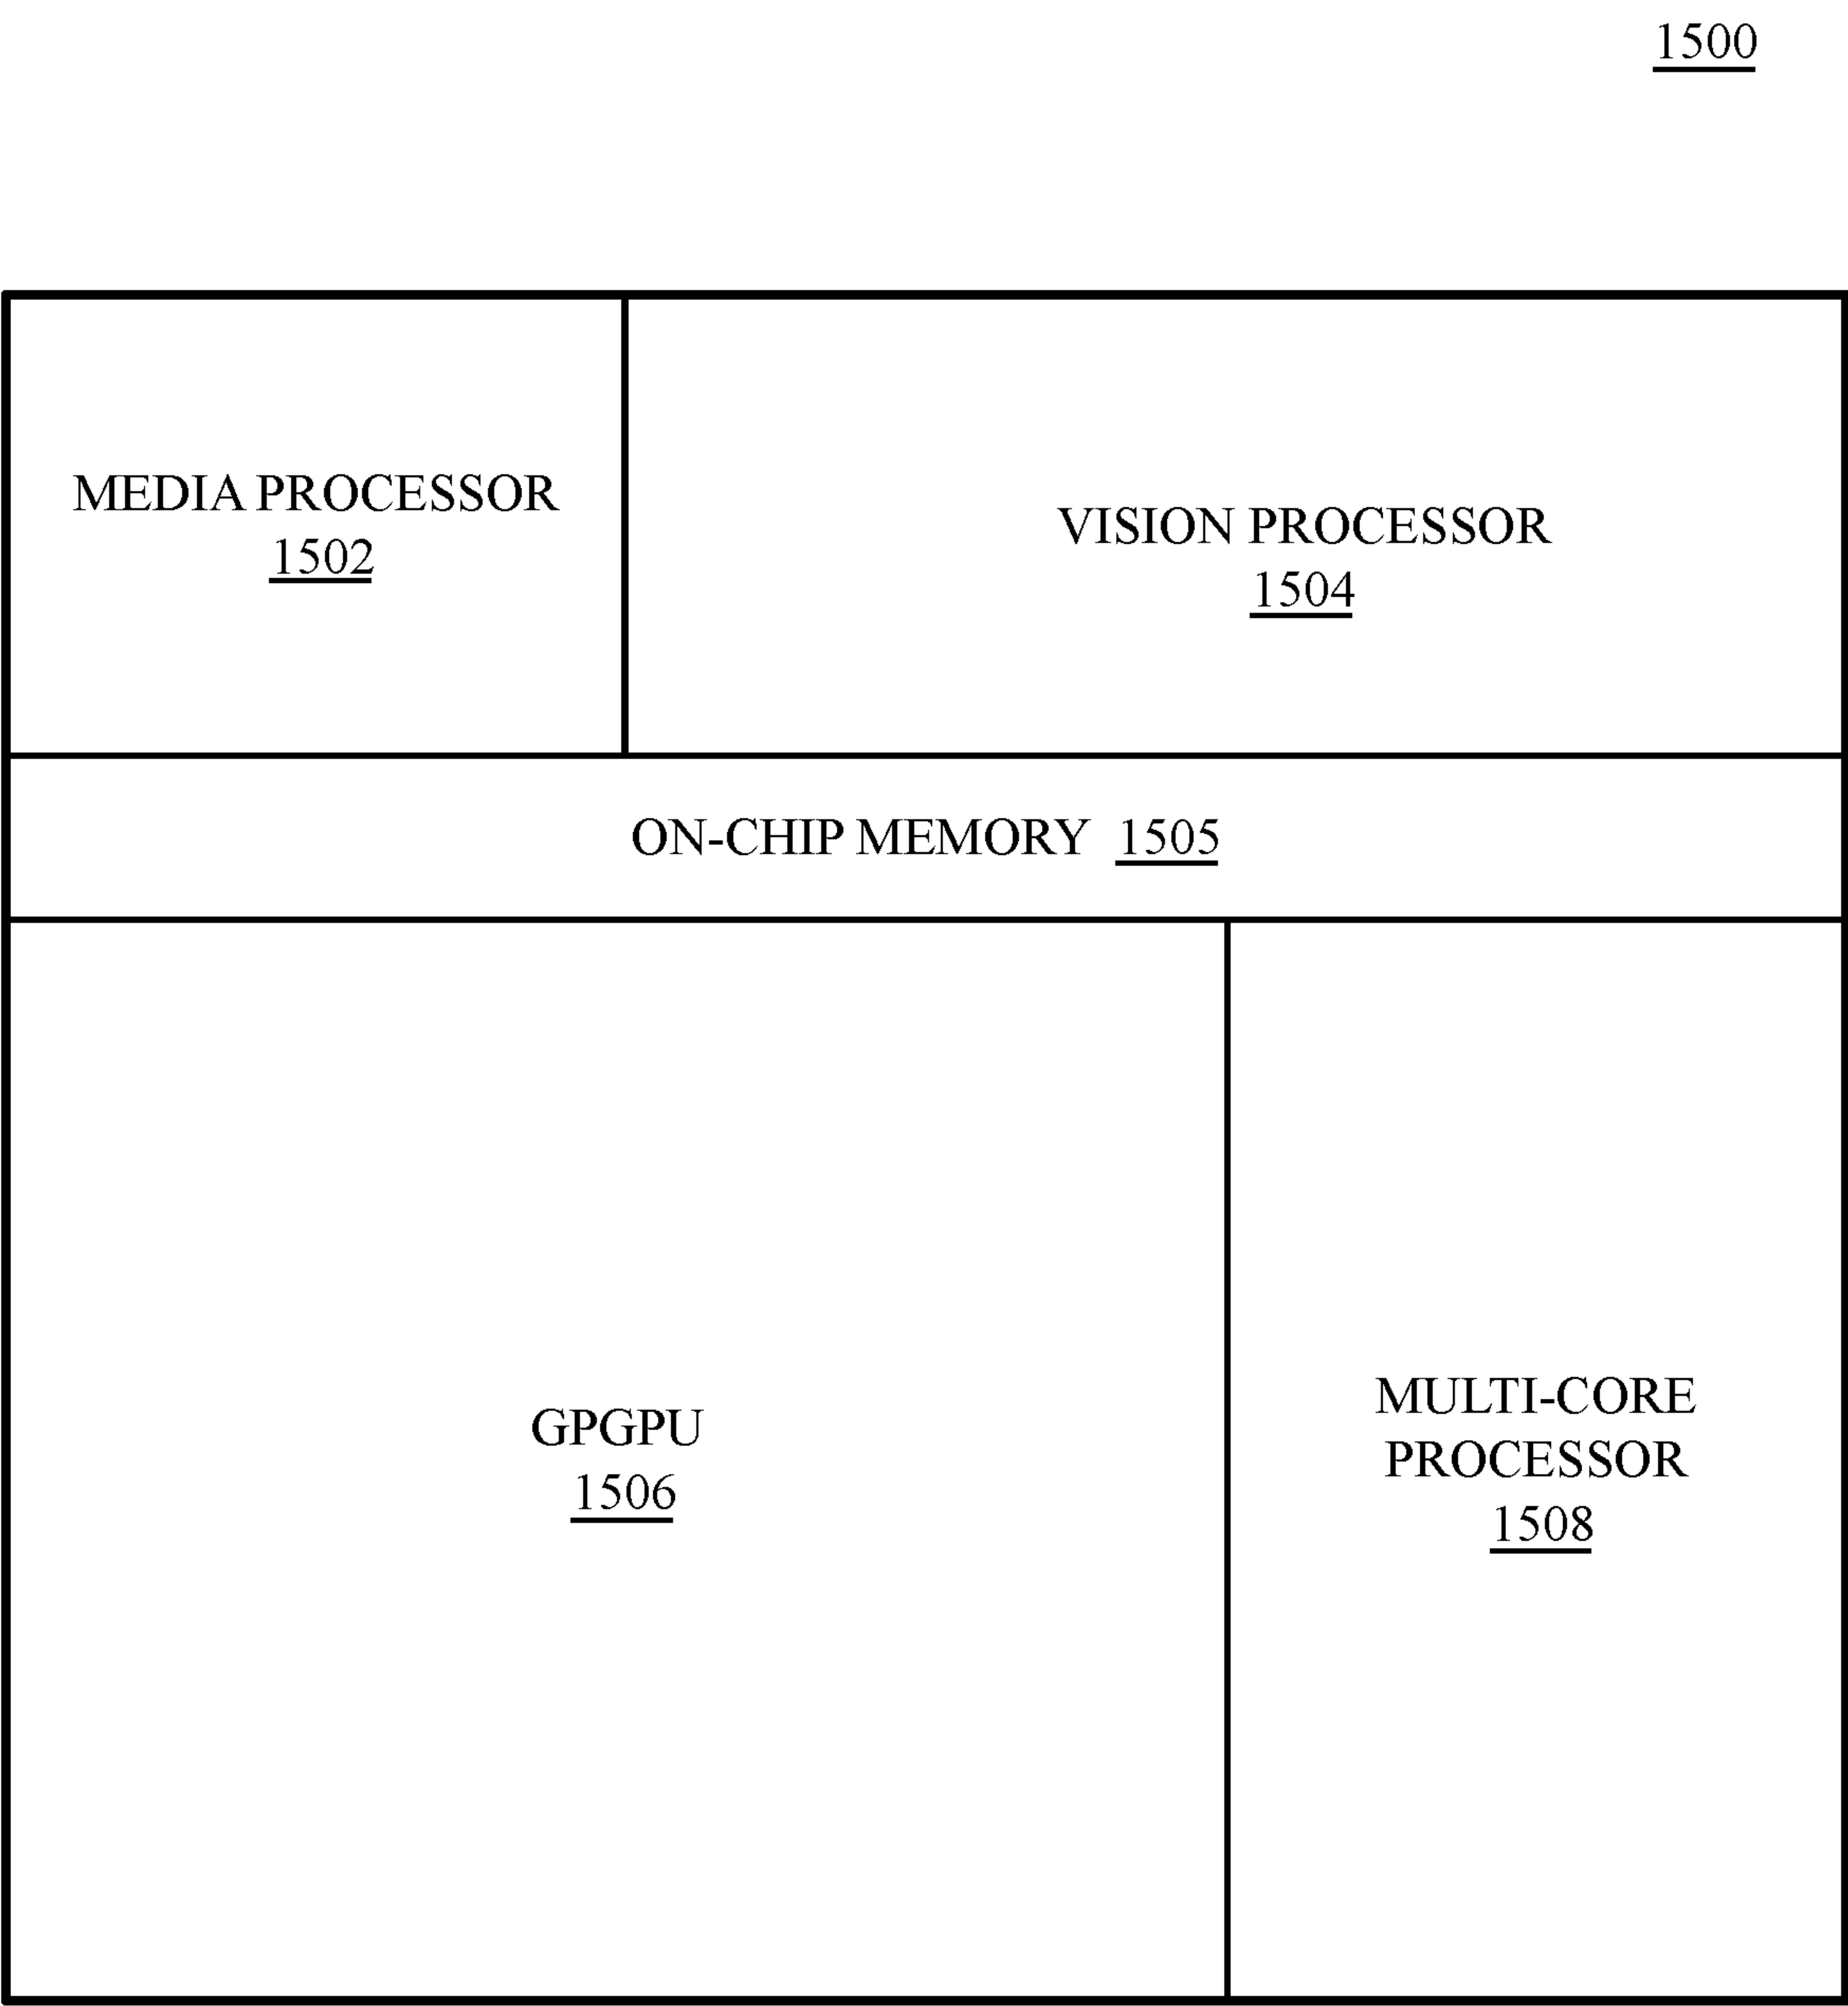 1500
MEDIA PROCESSOR
1502
VISION PROCESSOR
1504
ON-CHIP MEMORY 1505
GPGPU
1506
MULTI-CORE
PROCESSOR
1508